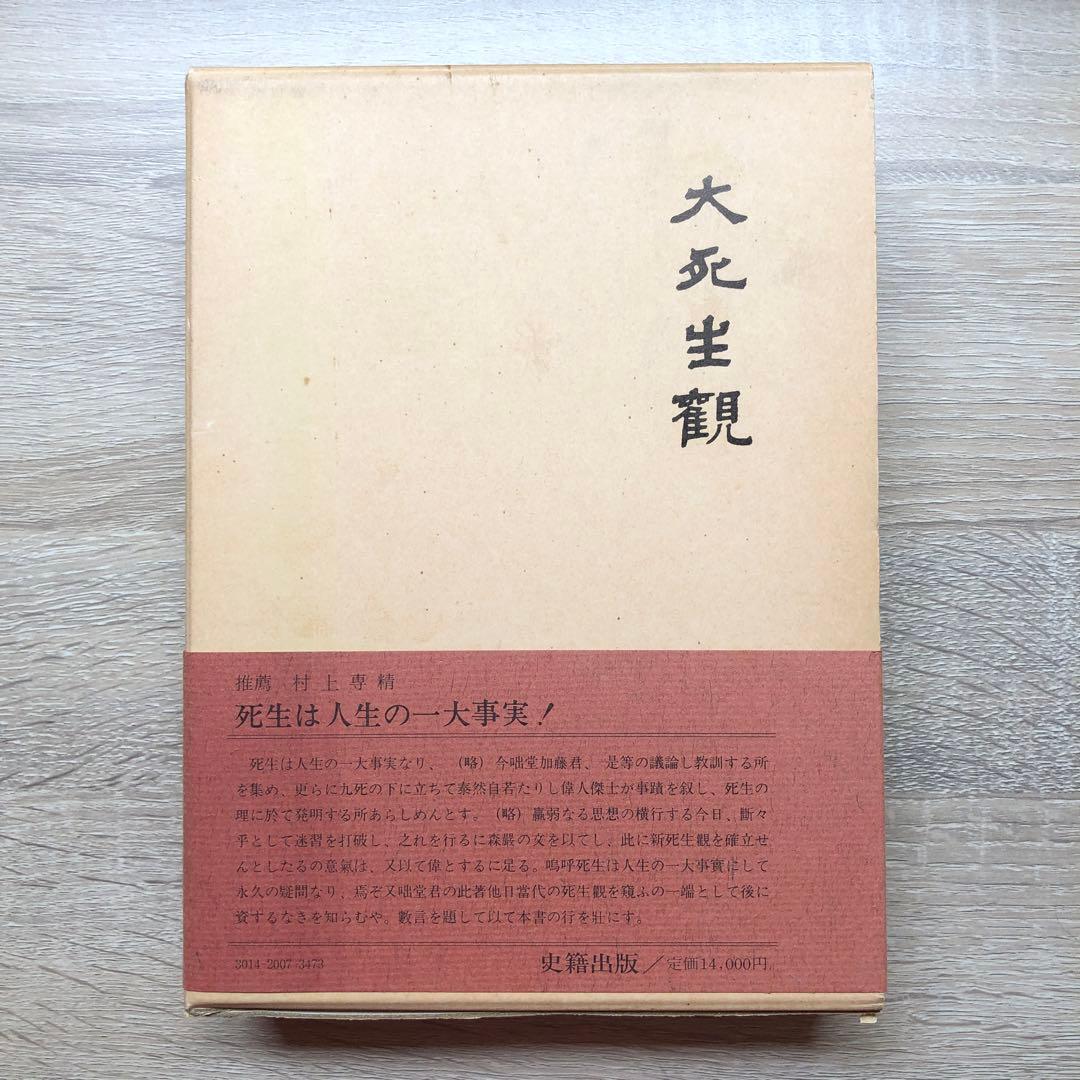 大死生觀
推薦 村上専精
死生は人生の一大事実！
死生は人生の一大事実なり、(略) 今咄堂加藤君、是等の議論し教訓する所
を集め、更らに九死の下に立ちて泰然自若たりし偉人傑士が事蹟を叙し、死生の
理に於て発明する所あらしめんとす。(略) 羸弱なる思想の横行する今日、斷々
乎として迷習を打破し、之れを行るに森嚴の文を以てし、此に新死生觀を確立せ
んとしたるの意氣は、又以て偉とするに足る。嗚呼死生は人生の一大事實にして
永久の疑問なり、焉ぞ又咄堂君の此著他日當代の死生觀を窺ふの一端として後に
資するなきを知らむや。數言を題して以て本書の行を壯にす。
3014-2007-3473
史籍出版／定価14,000円